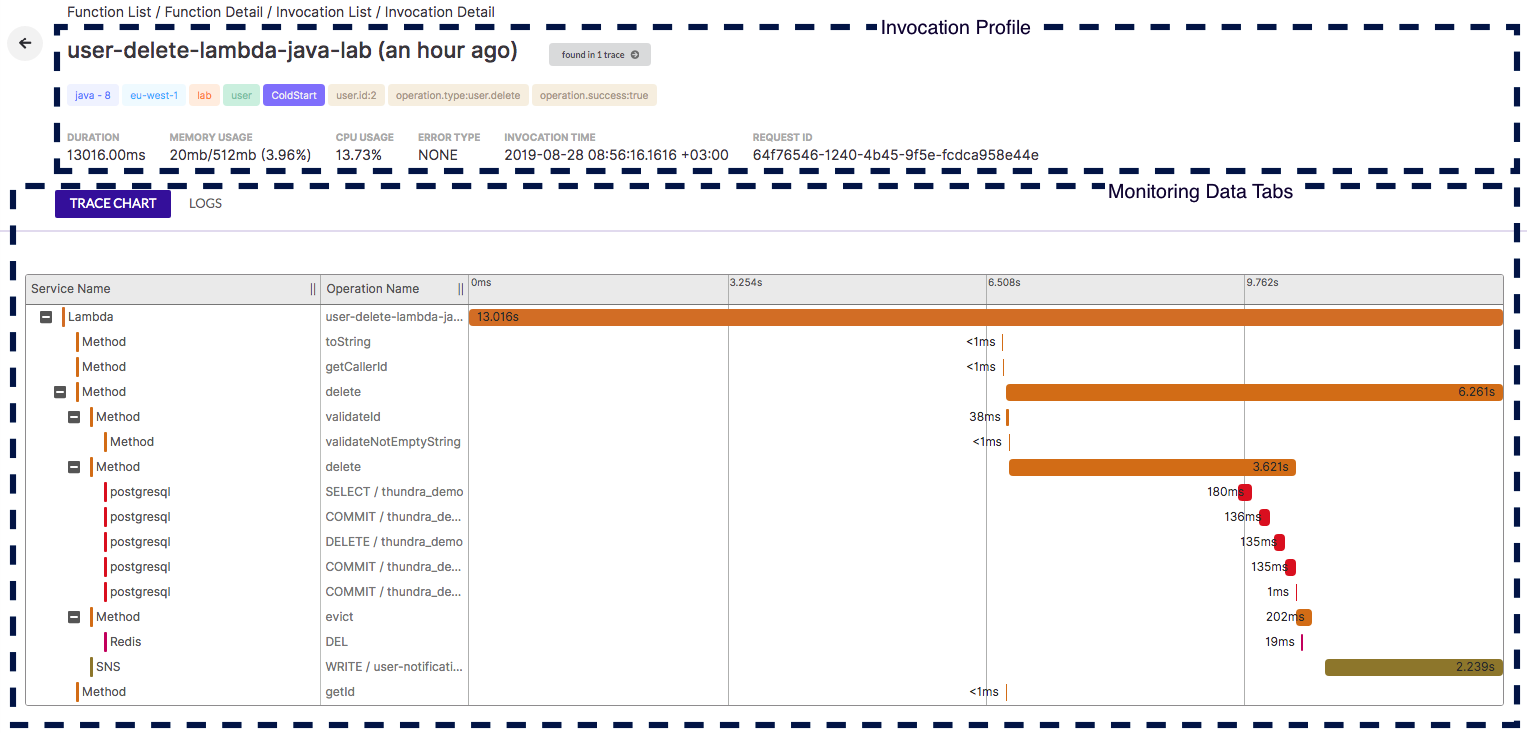 Function List / Function Detail / Invocation List / Invocation Detail
Invocation Profile
user-delete-lambda-java-lab (an hour ago) found in 1 trace
java - 8 eu-west-1 lab user ColdStart user.id:2 operation.type:user.delete operation.success:true
DURATION MEMORY USAGE CPU USAGE ERROR TYPE INVOCATION TIME REQUEST ID
13016.00ms 20mb/512mb (3.96%) 13.73% NONE 2019-08-28 08:56:16.1616 +03:00 64f76546-1240-4b45-9f5e-fcdca958e44e
Monitoring Data Tabs
TRACE CHART LOGS
Service Name || Operation Name || 0ms 3.254s 6.508s 9.762s
Lambda user-delete-lambda-ja... 13.016s
Method toString <1ms
Method getCallerId <1ms
Method delete 6.261s
Method validateId 38ms
Method validateNotEmptyString <1ms
Method delete 3.621s
postgresql SELECT / thundra_demo 180ms
postgresql COMMIT / thundra_de... 136ms
postgresql DELETE / thundra_demo 135ms
postgresql COMMIT / thundra_de... 135ms
postgresql COMMIT / thundra_de... 1ms
Method evict 202ms
Redis DEL 19ms
SNS WRITE / user-notificati... 2.239s
Method getId <1ms